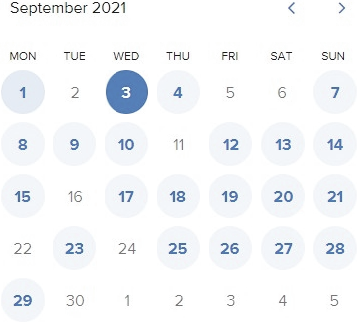 September 2021
MON TUE WED THU FRI SAT SUN
1 2 3 4 5 6 7
8 9 10 11 12 13 14
15 16 17 18 19 20 21
22 23 24 25 26 27 28
29 30 1 2 3 4 5